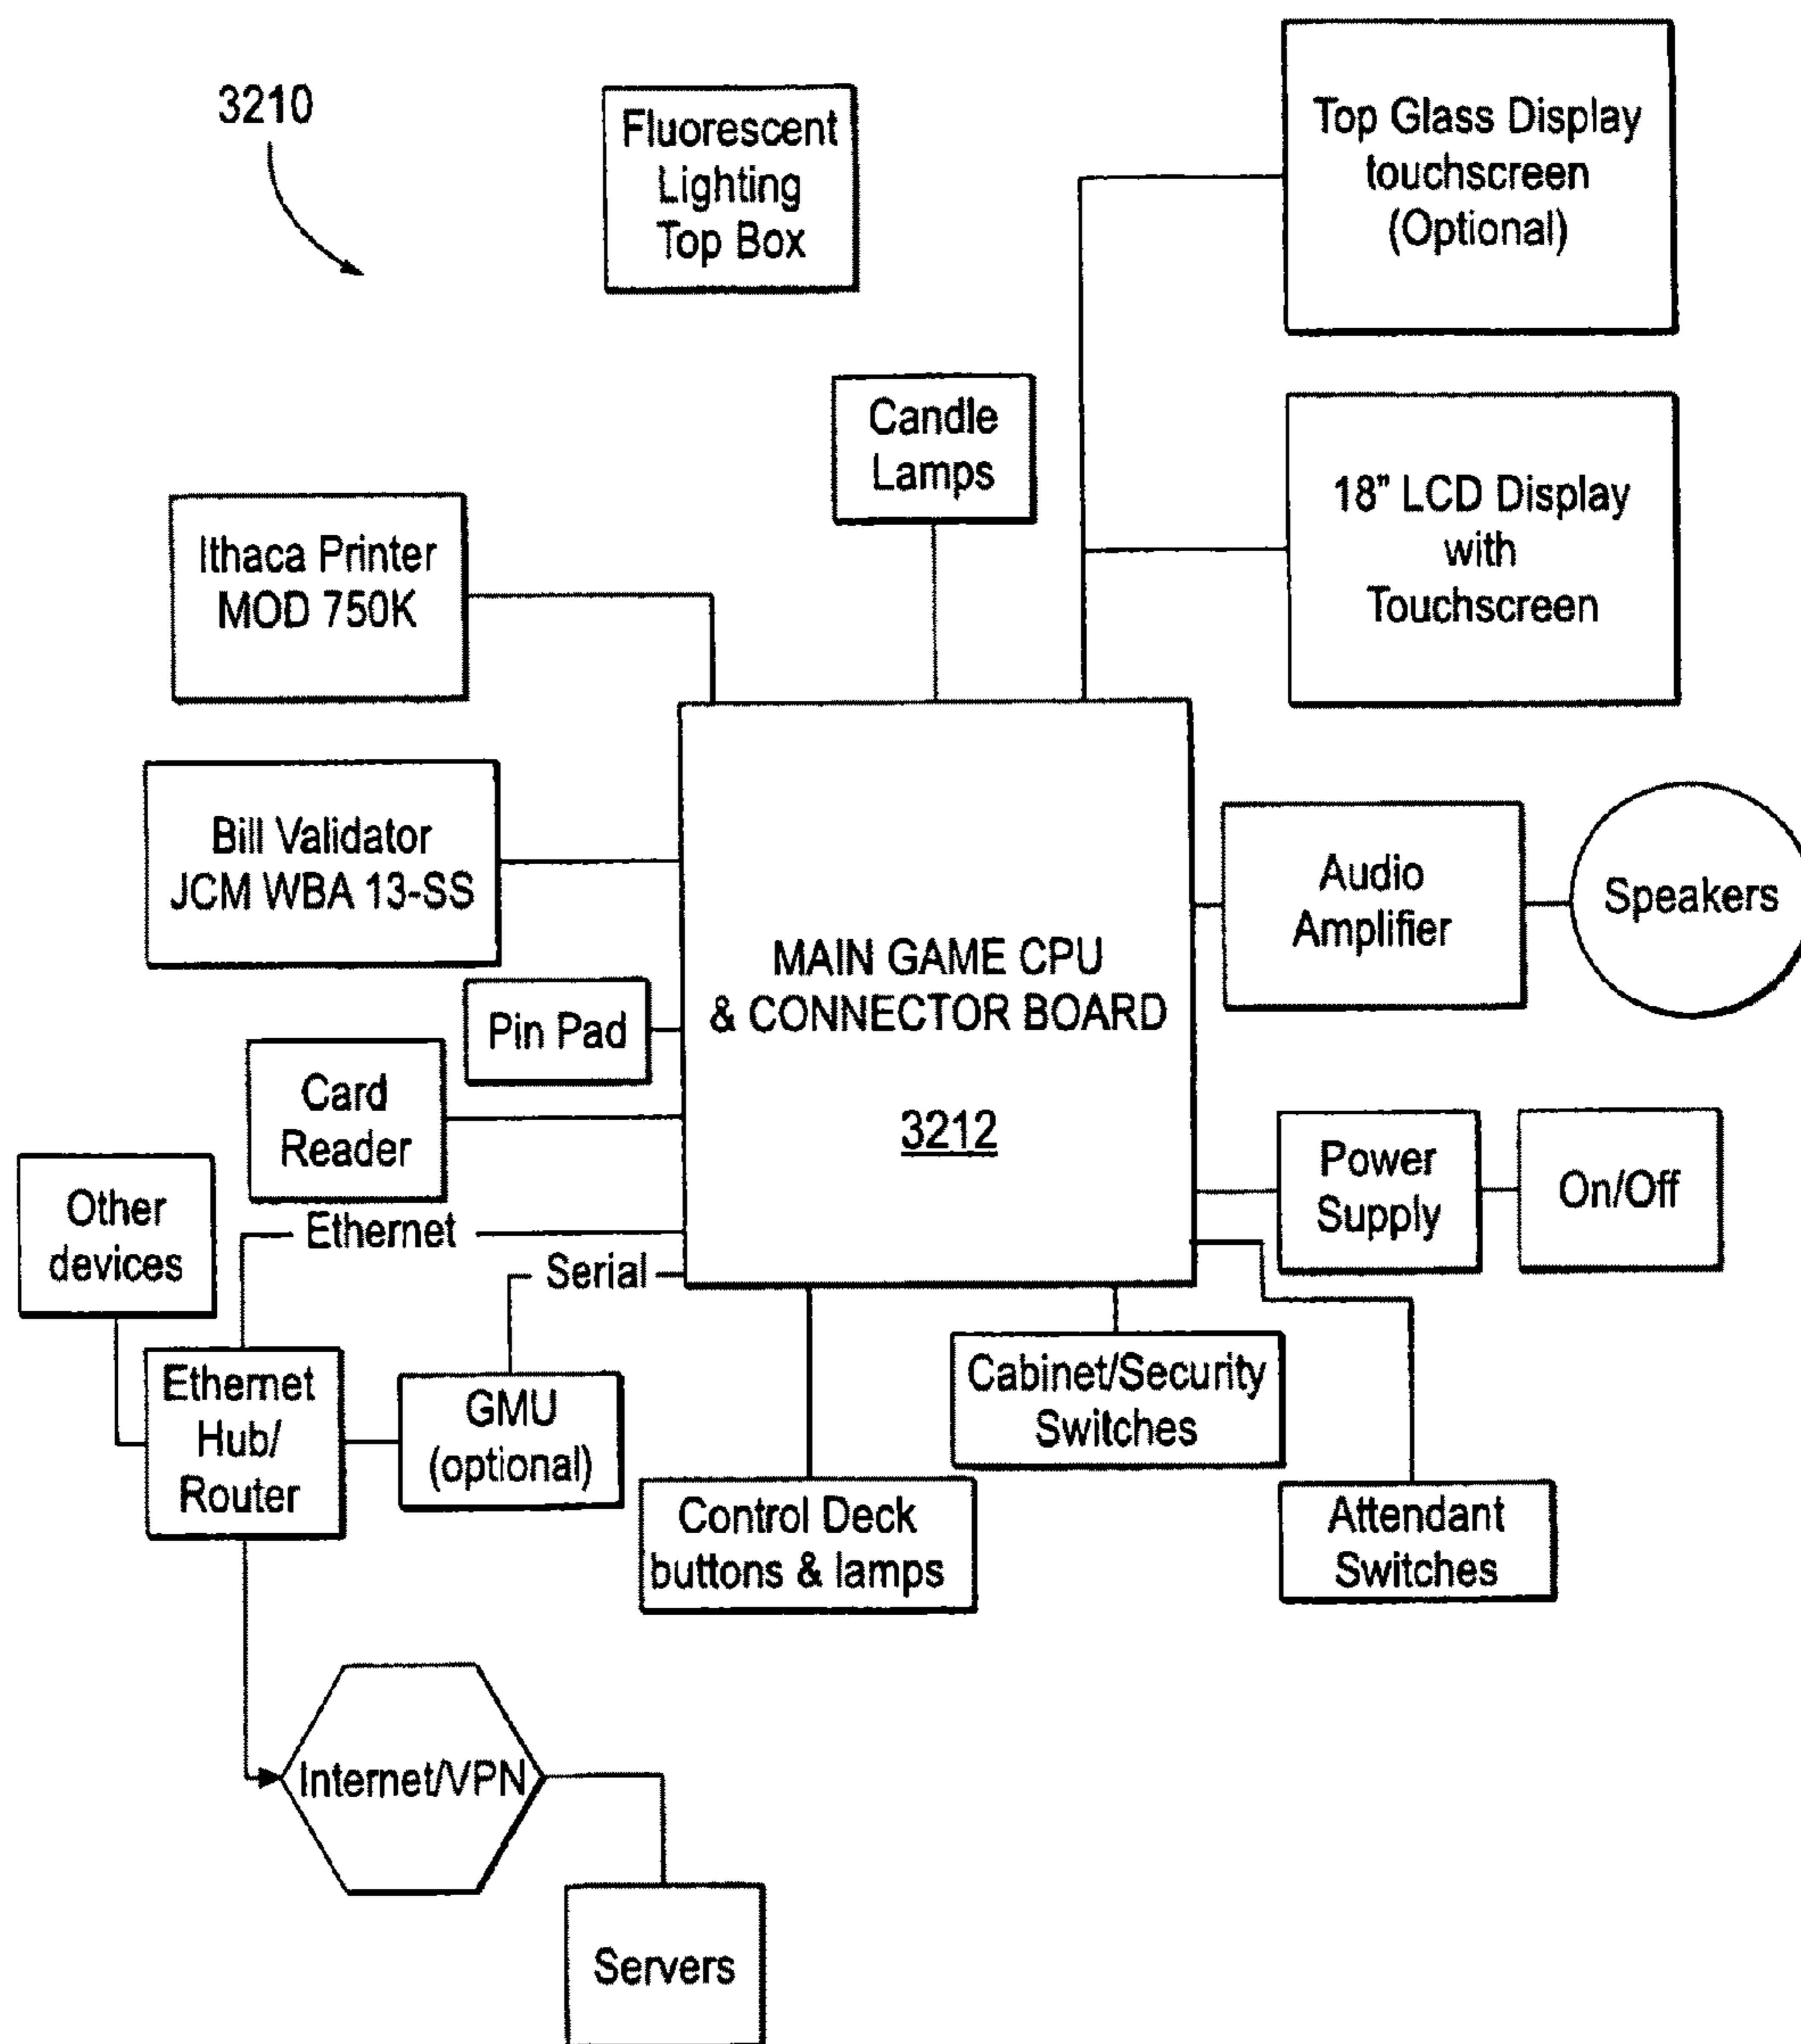 3210
Fluorescent
Lighting
Top Box
Top Glass Display
touchscreen
(Optional)
Candle
Lamps
18" LCD Display
with
Touchscreen
Ithaca Printer
MOD 750K
Bill Validator
JCM WBA 13-SS
MAIN GAME CPU
& CONNECTOR BOARD
3212
Audio
Amplifier
Speakers
Pin Pad
Card
Reader
Power
Supply
On/Off
Other
devices
Ethernet
Serial
Ethernet
Hub/
Router
GMU
(optional)
Cabinet/Security
Switches
Control Deck
buttons & lamps
Attendant
Switches
Internet/VPN
Servers